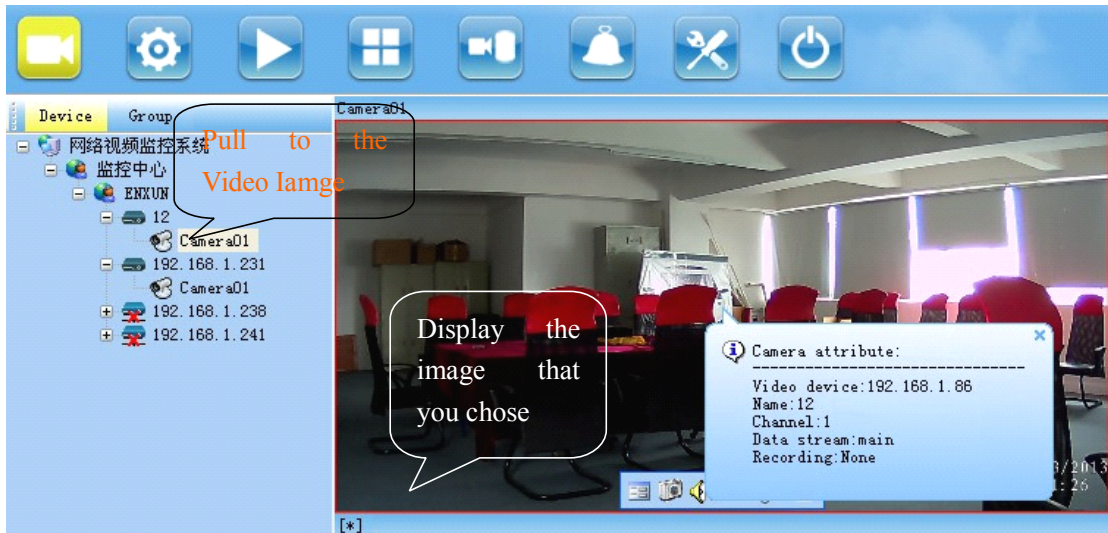 Device Group
Camera01
网络视频监控系统
监控中心
ENXUN
12
Camera01
192.168.1.231
Camera01
192.168.1.238
192.168.1.241
Pull to the
Video Iamge
Display the
image that
you chose
Camera attribute:
--------------------------------
Video device:192.168.1.86
Name:12
Channel:1
Data stream:main
Recording:None
3/2013
:26
[*]